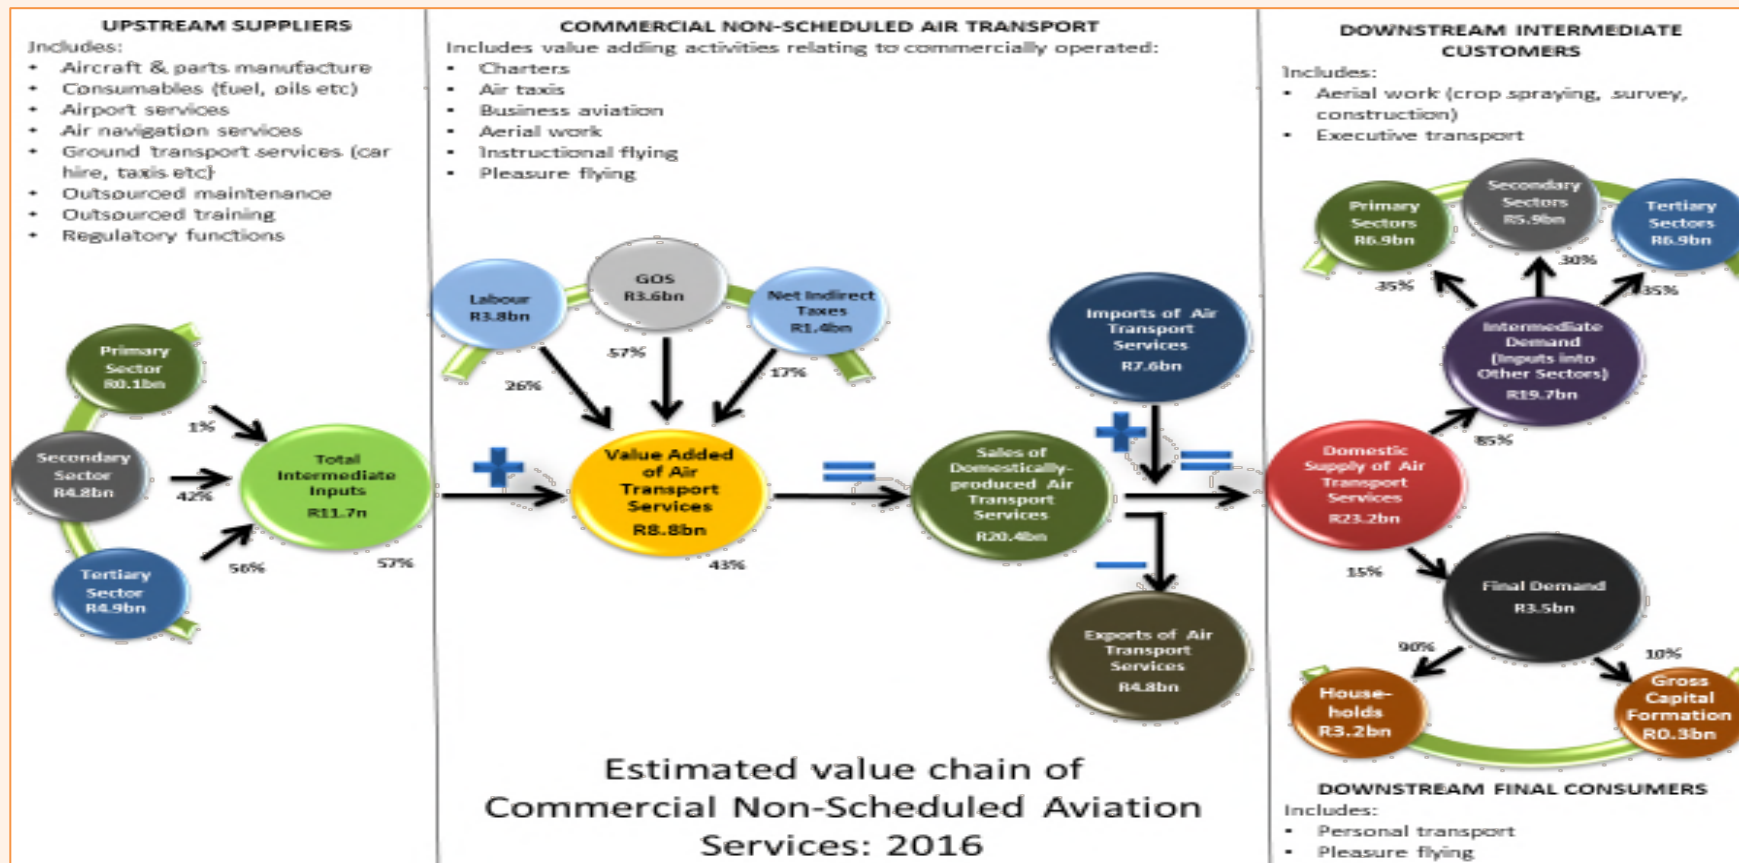 UPSTREAM SUPPLIERS
Includes:
• Aircraft & parts manufacture
• Consumables (fuel, oils etc)
• Airport services
• Air navigation services
• Ground transport services (car
hire, taxis etc)
• Outsourced maintenance
• Outsourced training
• Regulatory functions
Primary
Sector
R0.1bn
1%
Secondary
Sector
R4.8bn
42%
Tertiary
Sector
R4.9bn
56%
Total
Intermediate
Inputs
R11.7n
57%
COMMERCIAL NON-SCHEDULED AIR TRANSPORT
Includes value adding activities relating to commercially operated:
• Charters
• Air taxis
• Business aviation
• Aerial work
• Instructional flying
• Pleasure flying
Labour
R3.8bn
26%
GOS
R3.6bn
57%
Net Indirect
Taxes
R1.4bn
17%
+
Value Added
of Air
Transport
Services
R8.8bn
43%
=
Sales of
Domestically-
produced Air
Transport
Services
R20.4bn
Imports of Air
Transport
Services
R7.6bn
+
=
−
Exports of Air
Transport
Services
R4.8bn
Estimated value chain of
Commercial Non-Scheduled Aviation
Services: 2016
DOWNSTREAM INTERMEDIATE
CUSTOMERS
Includes:
• Aerial work (crop spraying, survey,
construction)
• Executive transport
Primary
Sectors
R6.9bn
35%
Secondary
Sectors
R5.9bn
30%
Tertiary
Sectors
R6.9bn
35%
Intermediate
Demand
(Inputs into
Other Sectors)
R19.7bn
85%
Domestic
Supply of Air
Transport
Services
R23.2bn
15%
Final Demand
R3.5bn
90%
10%
House-
holds
R3.2bn
Gross
Capital
Formation
R0.3bn
DOWNSTREAM FINAL CONSUMERS
Includes:
• Personal transport
• Pleasure flying